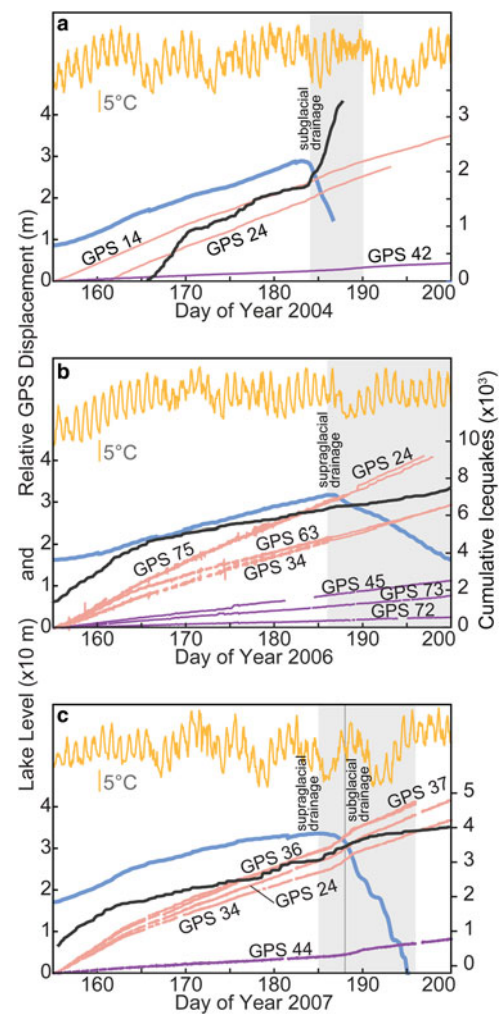 a
5°C
subglacial
drainage
GPS 14
GPS 24
GPS 42
4
3
2
1
0
3
2
1
0
160
170
180
190
200
Day of Year 2004
b
5°C
supraglacial
drainage
GPS 24
GPS 75
GPS 63
GPS 34
GPS 45
GPS 73
GPS 72
4
3
2
1
0
10
8
6
4
2
0
160
170
180
190
200
Day of Year 2006
c
5°C
supraglacial
drainage
subglacial
drainage
GPS 37
GPS 36
GPS 24
GPS 34
GPS 44
4
3
2
1
0
5
4
3
2
1
0
160
170
180
190
200
Day of Year 2007
Lake Level (x10 m) and Relative GPS Displacement (m)
Cumulative Icequakes (x10³)